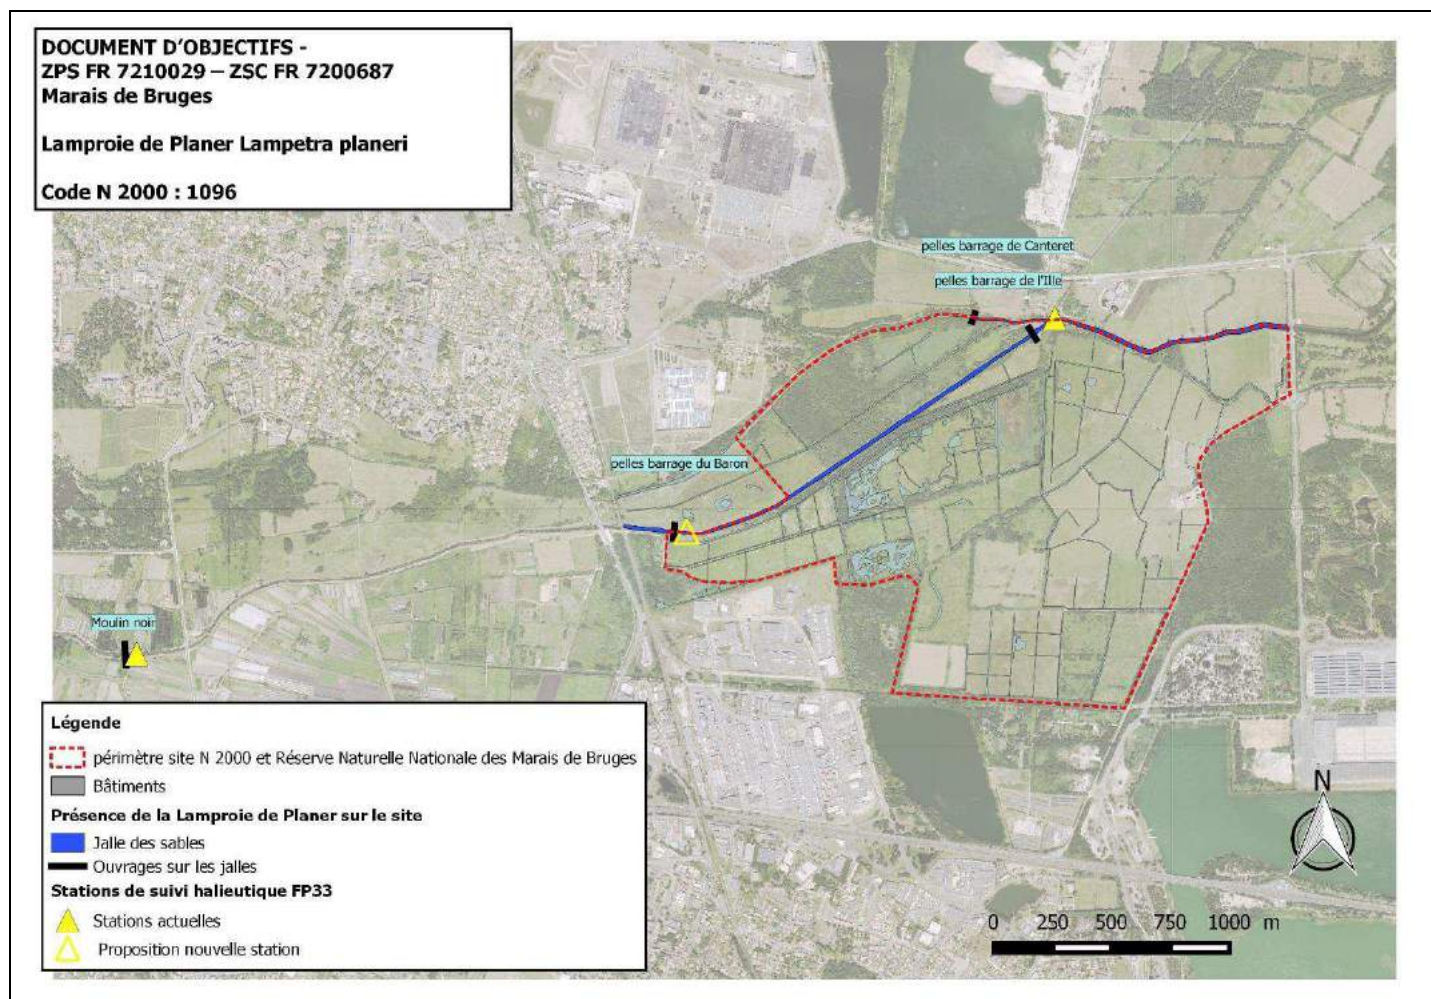 DOCUMENT D'OBJECTIFS -
ZPS FR 7210029 – ZSC FR 7200687
Marais de Bruges
Lamproie de Planer Lampetra planeri
Code N 2000 : 1096
pelles barrage de Canteret
pelles barrage de l'Ille
pelles barrage du Baron
Moulin noir
Légende
périmètre site N 2000 et Réserve Naturelle Nationale des Marais de Bruges
Bâtiments
Présence de la Lamproie de Planer sur le site
Jalle des sables
Ouvrages sur les jalles
Stations de suivi halieutique FP33
Stations actuelles
Proposition nouvelle station
N
0 250 500 750 1000 m